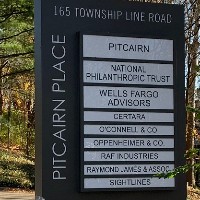 165 TOWNSHIP LINE ROAD
PITCAIRN PLACE
PITCAIRN
NATIONAL
PHILANTHROPIC TRUST
WELLS FARGO
ADVISORS
CERTARA
O'CONNELL & CO.
OPPENHEIMER & CO.
RAF INDUSTRIES
RAYMOND JAMES & ASSOC.
SIGHTLINES